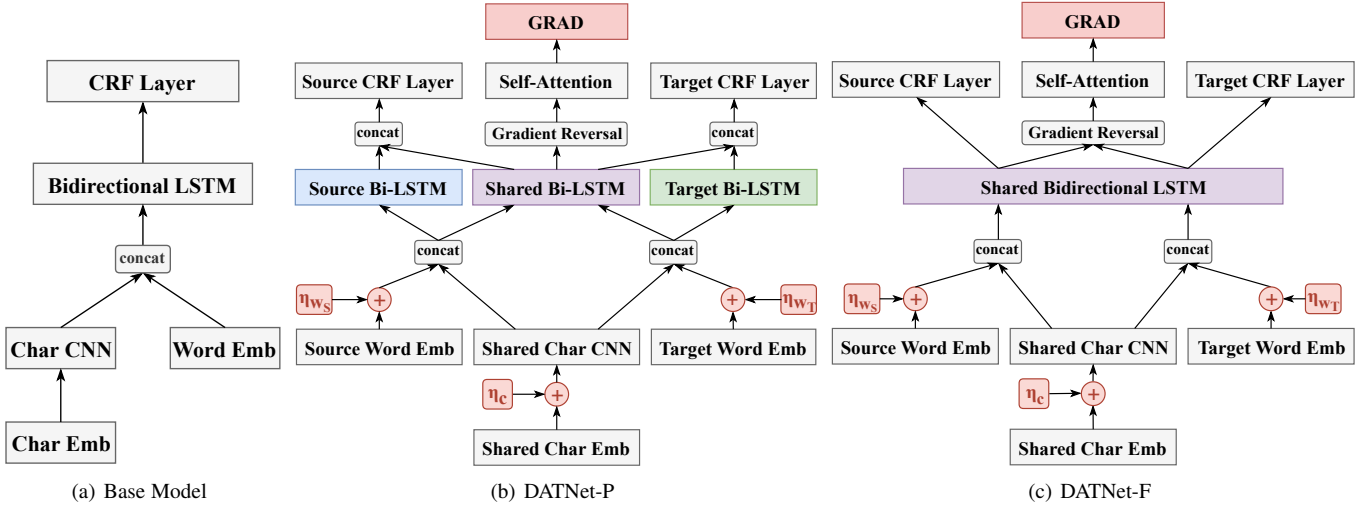 CRF Layer
Bidirectional LSTM
concat
Char CNN
Word Emb
Char Emb
(a) Base Model
GRAD
Source CRF Layer
Self-Attention
Target CRF Layer
concat
Gradient Reversal
concat
Source Bi-LSTM
Shared Bi-LSTM
Target Bi-LSTM
concat
concat
ηWS
+
+
ηWT
Source Word Emb
Shared Char CNN
Target Word Emb
ηc
+
Shared Char Emb
(b) DATNet-P
GRAD
Source CRF Layer
Self-Attention
Target CRF Layer
Gradient Reversal
Shared Bidirectional LSTM
concat
concat
ηWS
+
+
ηWT
Source Word Emb
Shared Char CNN
Target Word Emb
ηc
+
Shared Char Emb
(c) DATNet-F